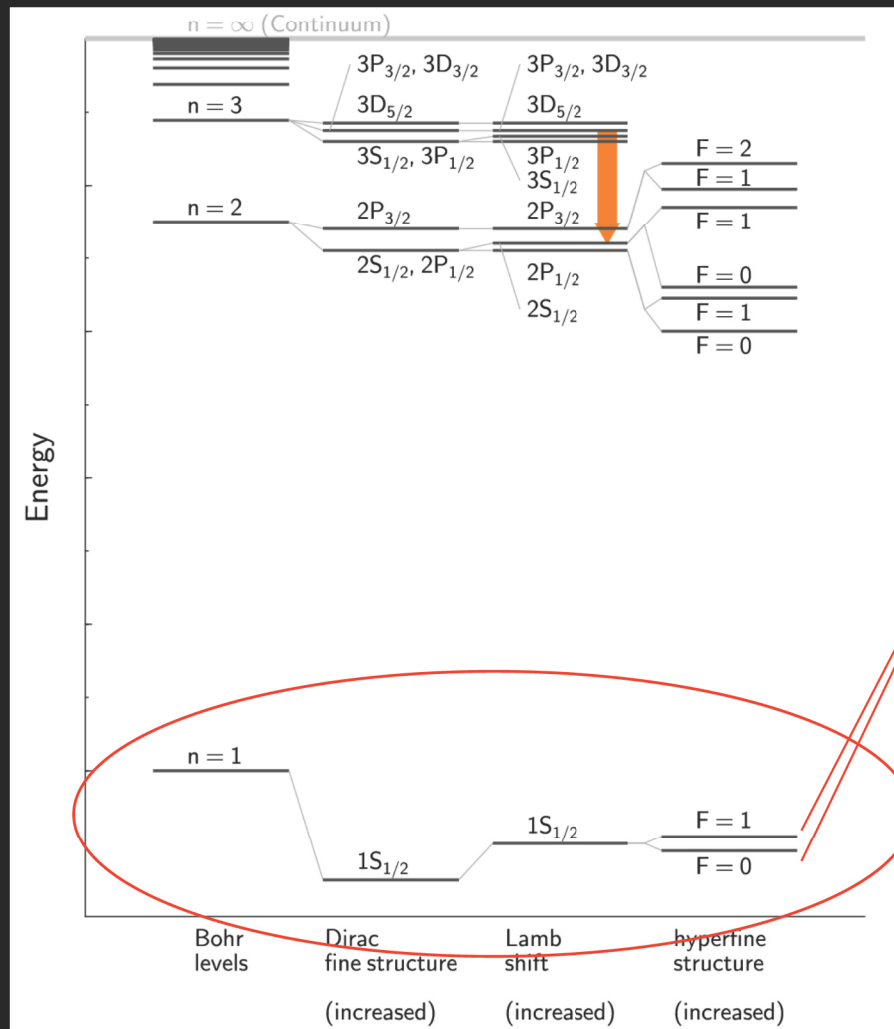 n = ∞ (Continuum)
3P3/2, 3D3/2
3P3/2, 3D3/2
n = 3
3D5/2
3D5/2
3S1/2, 3P1/2
3P1/2
3S1/2
F = 2
F = 1
n = 2
2P3/2
2P3/2
F = 1
2S1/2, 2P1/2
2P1/2
2S1/2
F = 0
F = 1
F = 0
Energy
n = 1
1S1/2
1S1/2
F = 1
F = 0
Bohr
levels
Dirac
fine structure
(increased)
Lamb
shift
(increased)
hyperfine
structure
(increased)